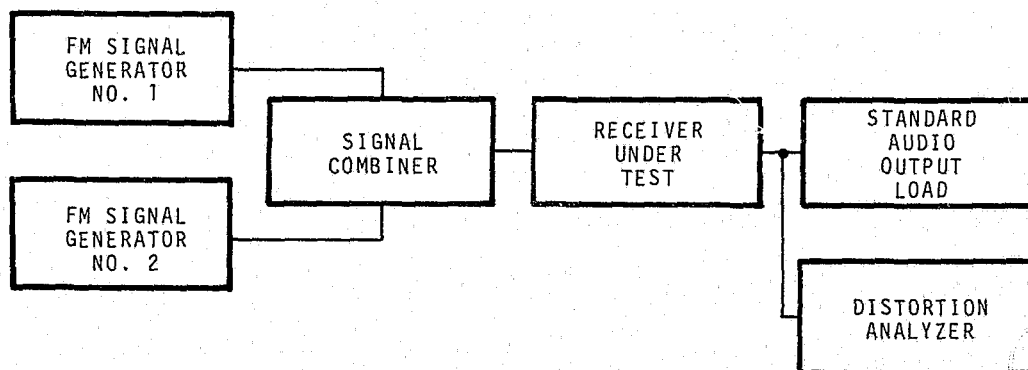 FM SIGNAL
GENERATOR
NO. 1
FM SIGNAL
GENERATOR
NO. 2
SIGNAL
COMBINER
RECEIVER
UNDER
TEST
STANDARD
AUDIO
OUTPUT
LOAD
DISTORTION
ANALYZER